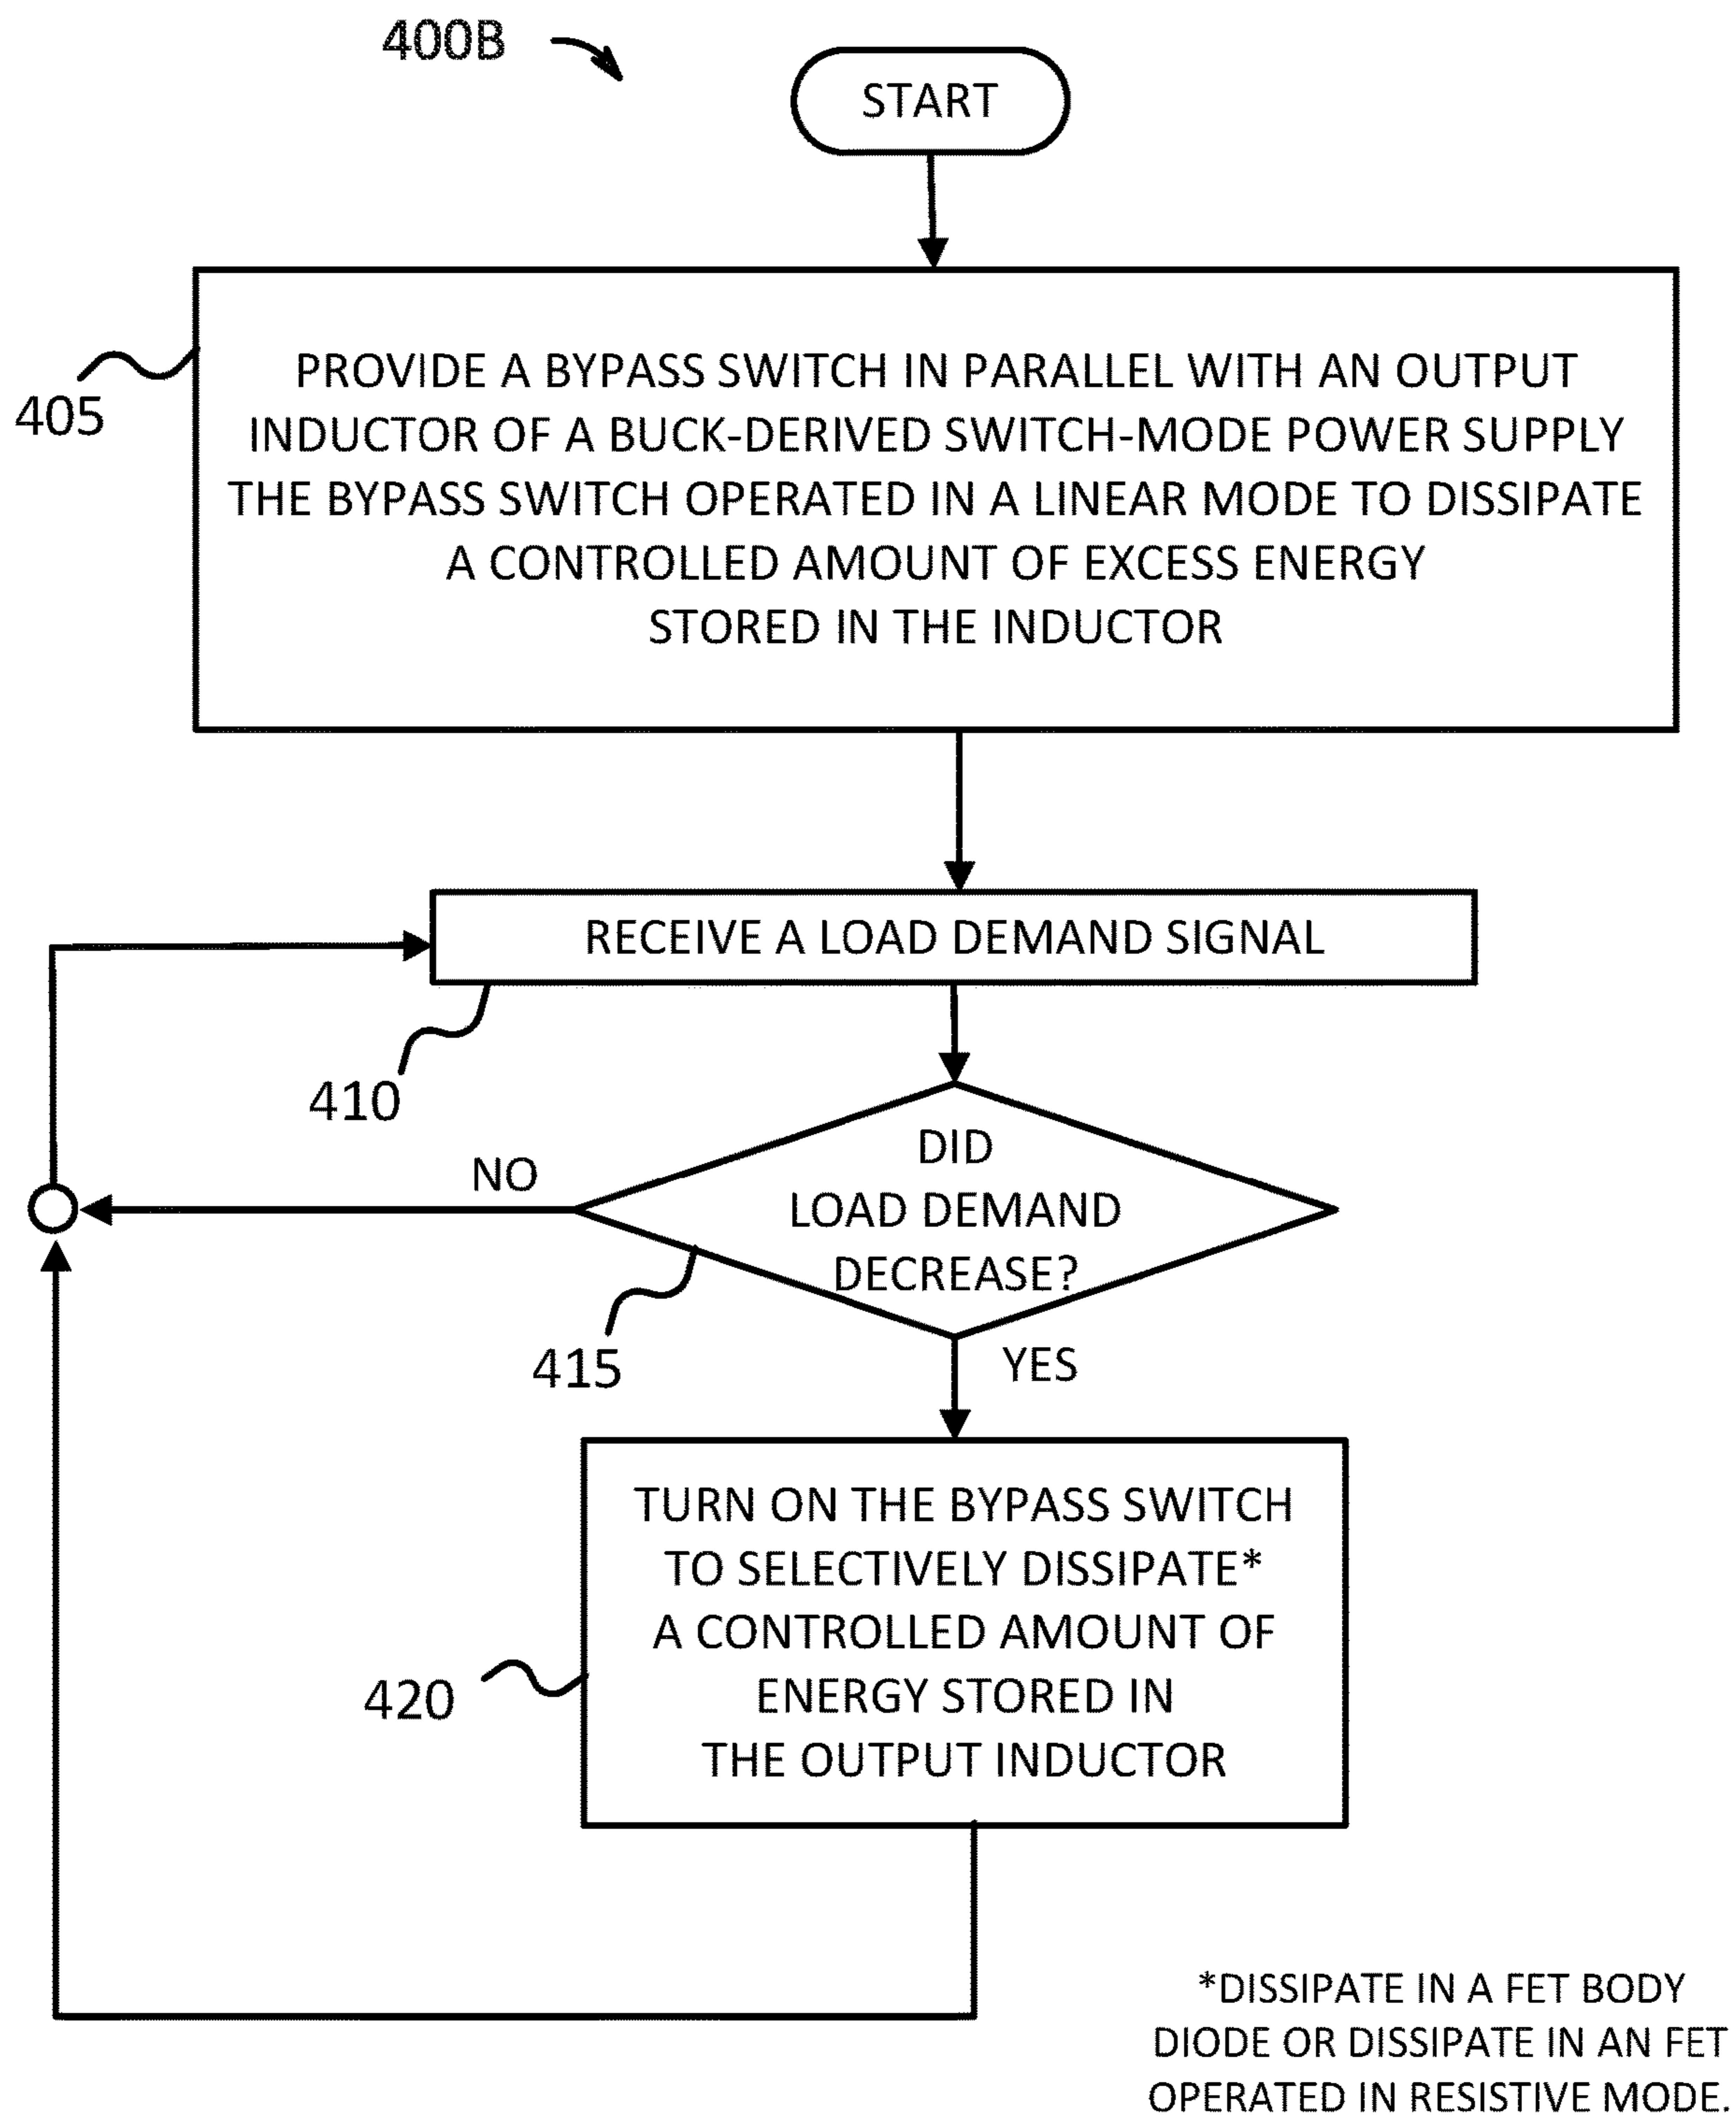 400B
START
PROVIDE A BYPASS SWITCH IN PARALLEL WITH AN OUTPUT
INDUCTOR OF A BUCK-DERIVED SWITCH-MODE POWER SUPPLY
THE BYPASS SWITCH OPERATED IN A LINEAR MODE TO DISSIPATE
A CONTROLLED AMOUNT OF EXCESS ENERGY
STORED IN THE INDUCTOR
405
RECEIVE A LOAD DEMAND SIGNAL
410
DID
LOAD DEMAND
DECREASE?
NO
415
YES
TURN ON THE BYPASS SWITCH
TO SELECTIVELY DISSIPATE*
A CONTROLLED AMOUNT OF
ENERGY STORED IN
THE OUTPUT INDUCTOR
420
*DISSIPATE IN A FET BODY
DIODE OR DISSIPATE IN AN FET
OPERATED IN RESISTIVE MODE.